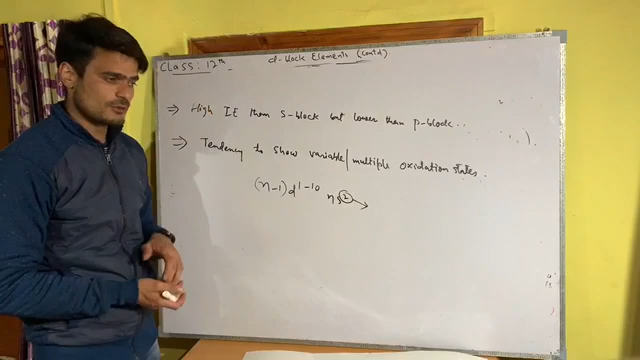 Class: 12th
d-block Elements (contd)
⇒ High IE than s-block but lower than p-block..
⇒ Tendency to show variable/multiple oxidation states.
(n-1)d¹⁻¹⁰ ns²